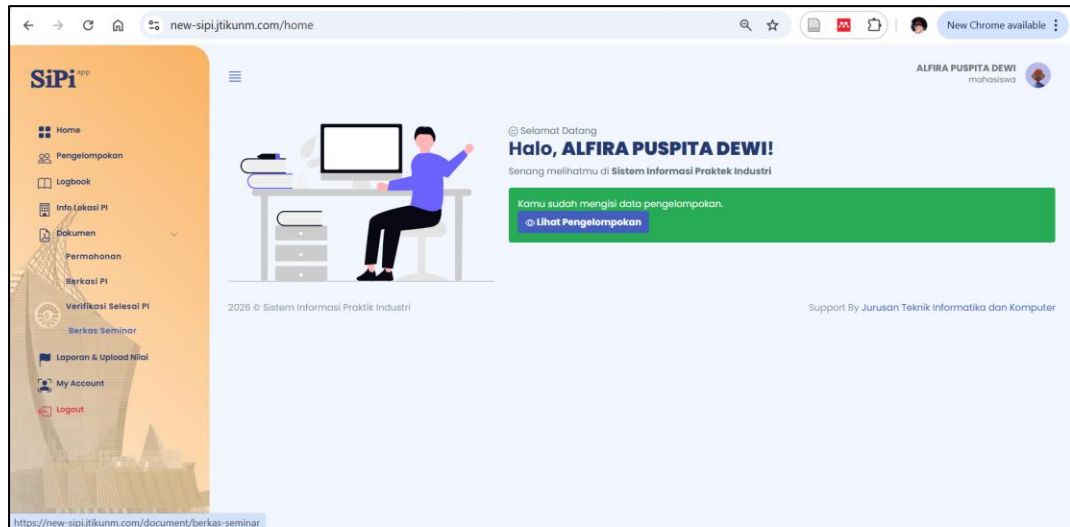 new-sipi.jtikunm.com/home
New Chrome available
SiPi app
ALFIRA PUSPITA DEWI
mahasiswa
Home
Pengelompokan
Logbook
Info Lokasi PI
Dokumen
Permohonan
Berkasi PI
Verifikasi Selesai PI
Berkas Seminar
Laporan & Upload Nilai
My Account
Logout
Selamat Datang
Halo, ALFIRA PUSPITA DEWI!
Senang melihatmu di Sistem Informasi Praktek Industri
Kamu sudah mengisi data pengelompokan.
Lihat Pengelompokan
2026 © Sistem Informasi Praktik Industri
Support By Jurusan Teknik Informatika dan Komputer
https://new-sipi.jtikunm.com/document/berkas-seminar